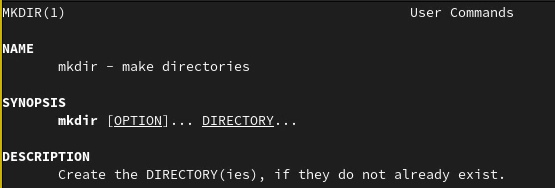 MKDIR(1) User Commands
NAME
mkdir - make directories
SYNOPSIS
mkdir [OPTION]... DIRECTORY...
DESCRIPTION
Create the DIRECTORY(ies), if they do not already exist.